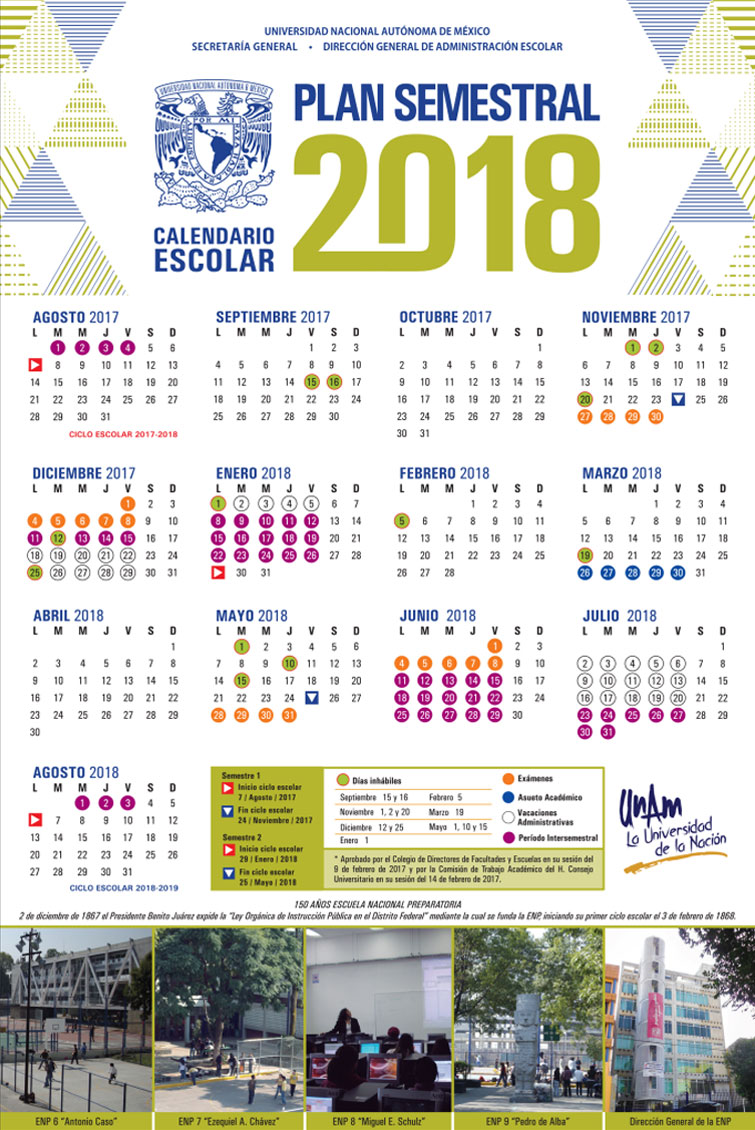 UNIVERSIDAD NACIONAL AUTÓNOMA DE MÉXICO
SECRETARÍA GENERAL • DIRECCIÓN GENERAL DE ADMINISTRACIÓN ESCOLAR
PLAN SEMESTRAL
2018
CALENDARIO
ESCOLAR
AGOSTO 2017
L M M J V S D
1 2 3 4 5 6
8 9 10 11 12 13
14 15 16 17 18 19 20
21 22 23 24 25 26 27
28 29 30 31
CICLO ESCOLAR 2017-2018
SEPTIEMBRE 2017
L M M J V S D
1 2 3
4 5 6 7 8 9 10
11 12 13 14 15 16 17
18 19 20 21 22 23 24
25 26 27 28 29 30
OCTUBRE 2017
L M M J V S D
1
2 3 4 5 6 7 8
9 10 11 12 13 14 15
16 17 18 19 20 21 22
23 24 25 26 27 28 29
30 31
NOVIEMBRE 2017
L M M J V S D
1 2 3 4 5
6 7 8 9 10 11 12
13 14 15 16 17 18 19
20 21 22 23 25 26
27 28 29 30
DICIEMBRE 2017
L M M J V S D
1 2 3
4 5 6 7 8 9 10
11 12 13 14 15 16 17
18 19 20 21 22 23 24
25 26 27 28 29 30 31
ENERO 2018
L M M J V S D
1 2 3 4 5 6 7
8 9 10 11 12 13 14
15 16 17 18 19 20 21
22 23 24 25 26 27 28
30 31
FEBRERO 2018
L M M J V S D
1 2 3 4
5 6 7 8 9 10 11
12 13 14 15 16 17 18
19 20 21 22 23 24 25
26 27 28
MARZO 2018
L M M J V S D
1 2 3 4
5 6 7 8 9 10 11
12 13 14 15 16 17 18
19 20 21 22 23 24 25
26 27 28 29 30 31
ABRIL 2018
L M M J V S D
1
2 3 4 5 6 7 8
9 10 11 12 13 14 15
16 17 18 19 20 21 22
23 24 25 26 27 28 29
30
MAYO 2018
L M M J V S D
1 2 3 4 5 6
7 8 9 10 11 12 13
14 15 16 17 18 19 20
21 22 23 24 26 27
28 29 30 31
JUNIO 2018
L M M J V S D
1 2 3
4 5 6 7 8 9 10
11 12 13 14 15 16 17
18 19 20 21 22 23 24
25 26 27 28 29 30
JULIO 2018
L M M J V S D
1
2 3 4 5 6 7 8
9 10 11 12 13 14 15
16 17 18 19 20 21 22
23 24 25 26 27 28 29
30 31
AGOSTO 2018
L M M J V S D
1 2 3 4 5
7 8 9 10 11 12
13 14 15 16 17 18 19
20 21 22 23 24 25 26
27 28 29 30 31
CICLO ESCOLAR 2018-2019
Semestre 1
Inicio ciclo escolar
7 / Agosto / 2017
Fin ciclo escolar
24 / Noviembre / 2017
Semestre 2
Inicio ciclo escolar
29 / Enero / 2018
Fin ciclo escolar
25 / Mayo / 2018
Días inhábiles
Septiembre 15 y 16 Febrero 5
Noviembre 1, 2 y 20 Marzo 19
Diciembre 12 y 25 Mayo 1, 10 y 15
Enero 1
Exámenes
Asueto Académico
Vacaciones
Administrativas
Período Intersemestral
* Aprobado por el Colegio de Directores de Facultades y Escuelas en su sesión del
9 de febrero de 2017 y por la Comisión de Trabajo Académico del H. Consejo
Universitario en su sesión del 14 de febrero de 2017.
UnAm
La Universidad
de la Nación
150 AÑOS ESCUELA NACIONAL PREPARATORIA
2 de diciembre de 1867 el Presidente Benito Juárez expide la "Ley Orgánica de Instrucción Pública en el Distrito Federal" mediante la cual se funda la ENP, iniciando su primer ciclo escolar el 3 de febrero de 1868.
ENP 6 "Antonio Caso"
ENP 7 "Ezequiel A. Chávez"
ENP 8 "Miguel E. Schulz"
ENP 9 "Pedro de Alba"
Dirección General de la ENP